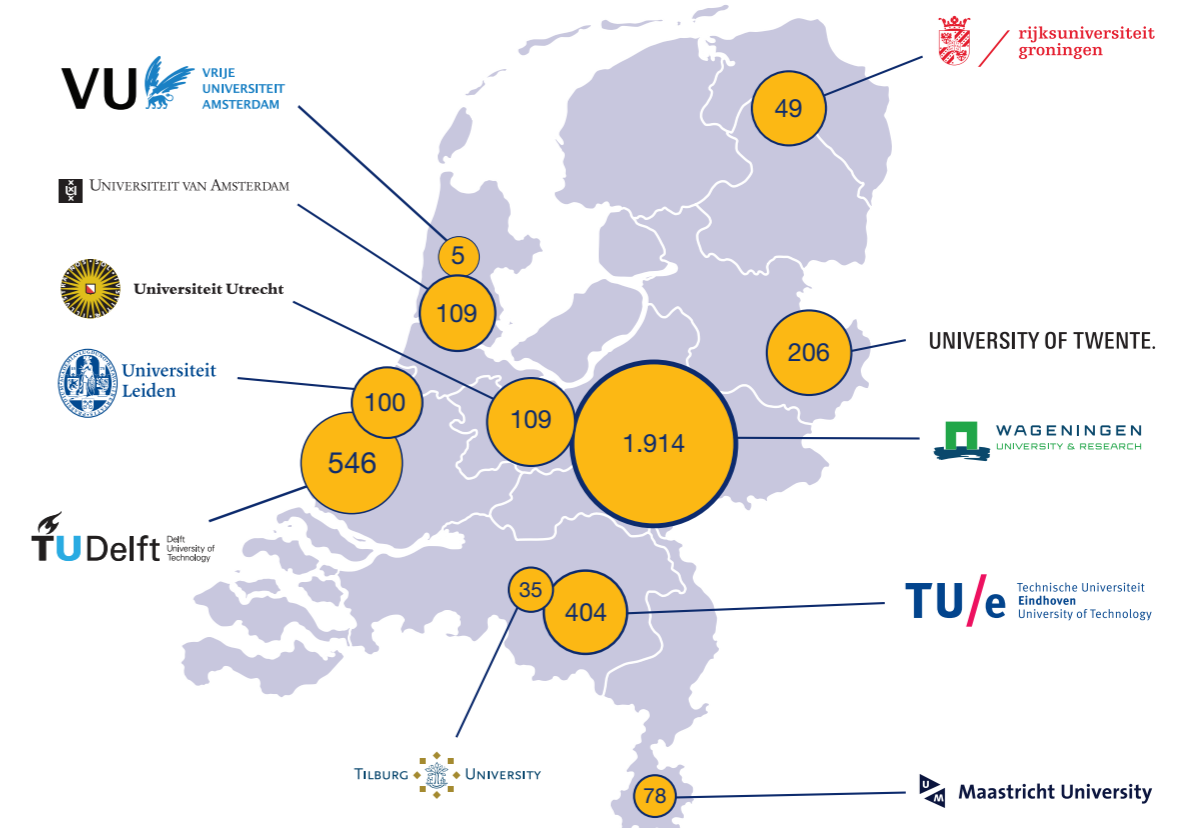 VU
VRIJE
UNIVERSITEIT
AMSTERDAM
rijksuniversiteit
groningen
49
UNIVERSITEIT VAN AMSTERDAM
5
109
Universiteit Utrecht
206
UNIVERSITY OF TWENTE.
Universiteit
Leiden
100
109
1.914
WAGENINGEN
UNIVERSITY & RESEARCH
546
TUDelft
Delft
University of
Technology
35
404
TU/e
Technische Universiteit
Eindhoven
University of Technology
TILBURG UNIVERSITY
78
UM
Maastricht University